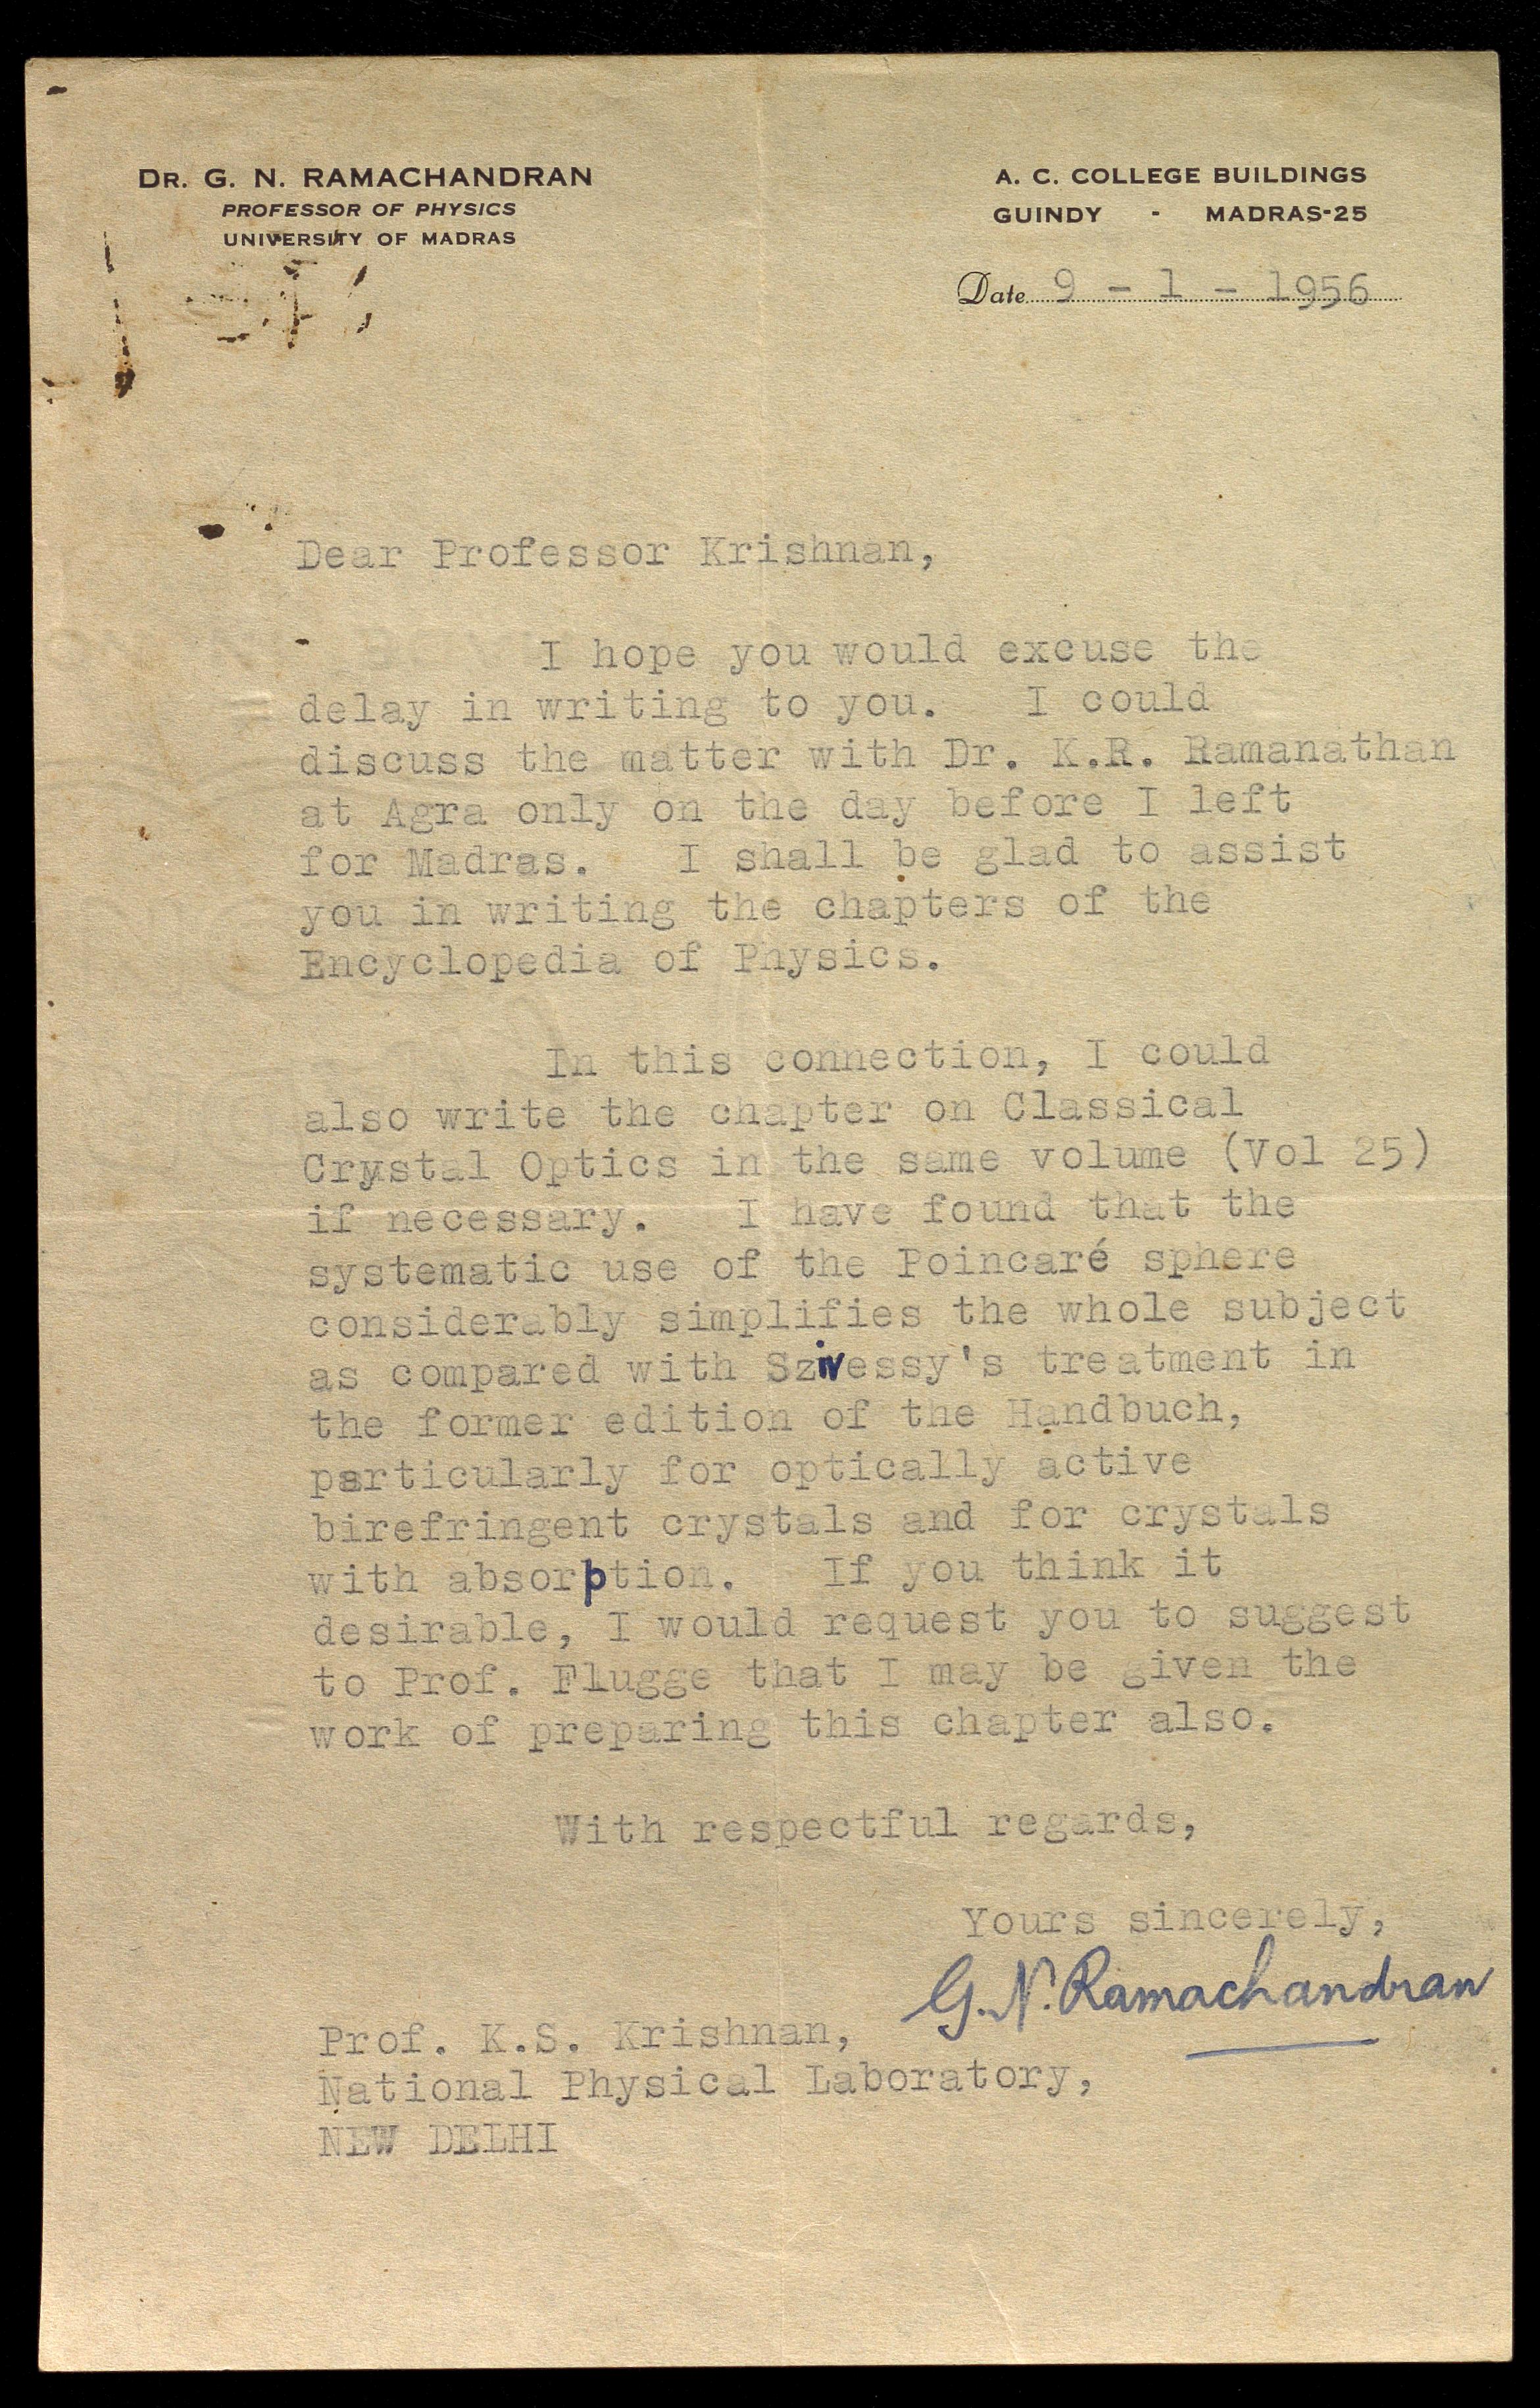 DR. G. N. RAMACHANDRAN
PROFESSOR OF PHYSICS
UNIVERSITY OF MADRAS
A. C. COLLEGE BUILDINGS
GUINDY - MADRAS-25
Date 9 - 1 - 1956
Dear Professor Krishnan,
I hope you would excuse the
delay in writing to you. I could
discuss the matter with Dr. K.R. Ramanathan
at Agra only on the day before I left
for Madras. I shall be glad to assist
you in writing the chapters of the
Encyclopedia of Physics.
In this connection, I could
also write the chapter on Classical
Crystal Optics in the same volume (Vol 25)
if necessary. I have found that the
systematic use of the Poincaré sphere
considerably simplifies the whole subject
as compared with Szivessy's treatment in
the former edition of the Handbuch,
particularly for optically active
birefringent crystals and for crystals
with absorption. If you think it
desirable, I would request you to suggest
to Prof. Flugge that I may be given the
work of preparing this chapter also.
With respectful regards,
Yours sincerely,
G. N. Ramachandran
Prof. K.S. Krishnan,
National Physical Laboratory,
NEW DELHI